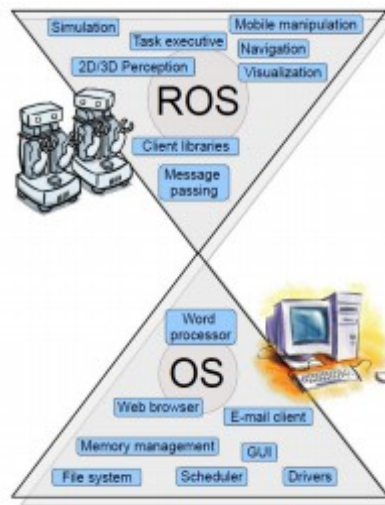 Simulation
Mobile manipulation
Task executive
Navigation
2D/3D Perception
Visualization
ROS
Client libraries
Message
passing
Word
processor
OS
Web browser
E-mail client
Memory management
GUI
File system
Scheduler
Drivers